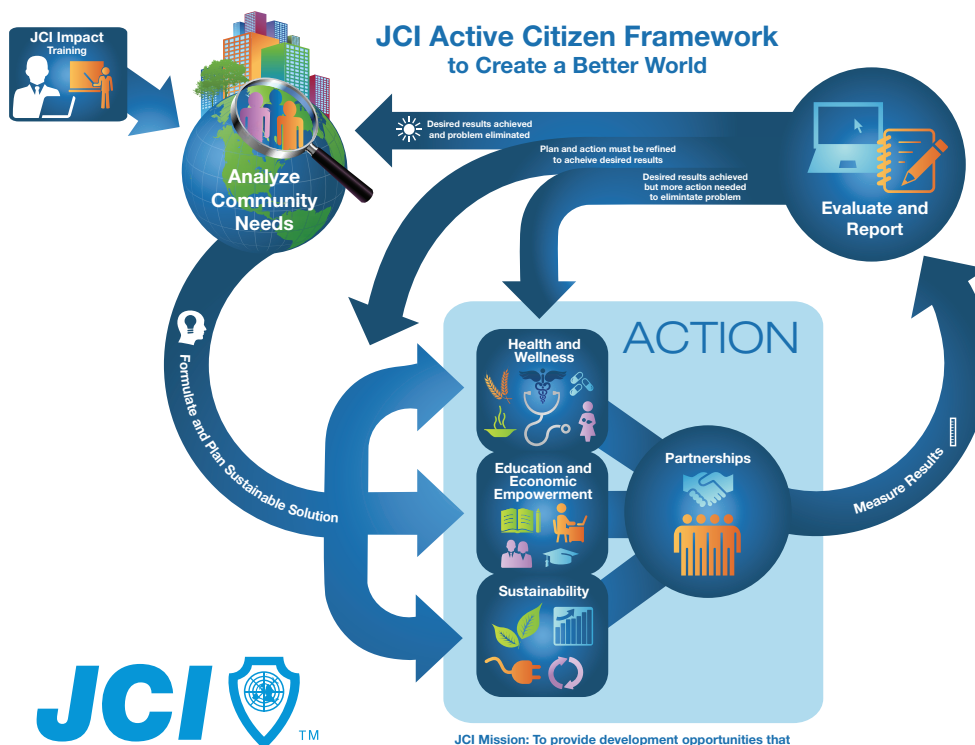 JCI Impact
Training
JCI Active Citizen Framework
to Create a Better World
Analyze
Community
Needs
Desired results achieved
and problem eliminated
Plan and action must be refined
to acheive desired results
Desired results achieved
but more action needed
to elimintate problem
Evaluate and
Report
Formulate and Plan Sustainable Solution
ACTION
Health and
Wellness
Education and
Economic
Empowerment
Sustainability
Partnerships
Measure Results
JCI
TM
JCI Mission: To provide development opportunities that